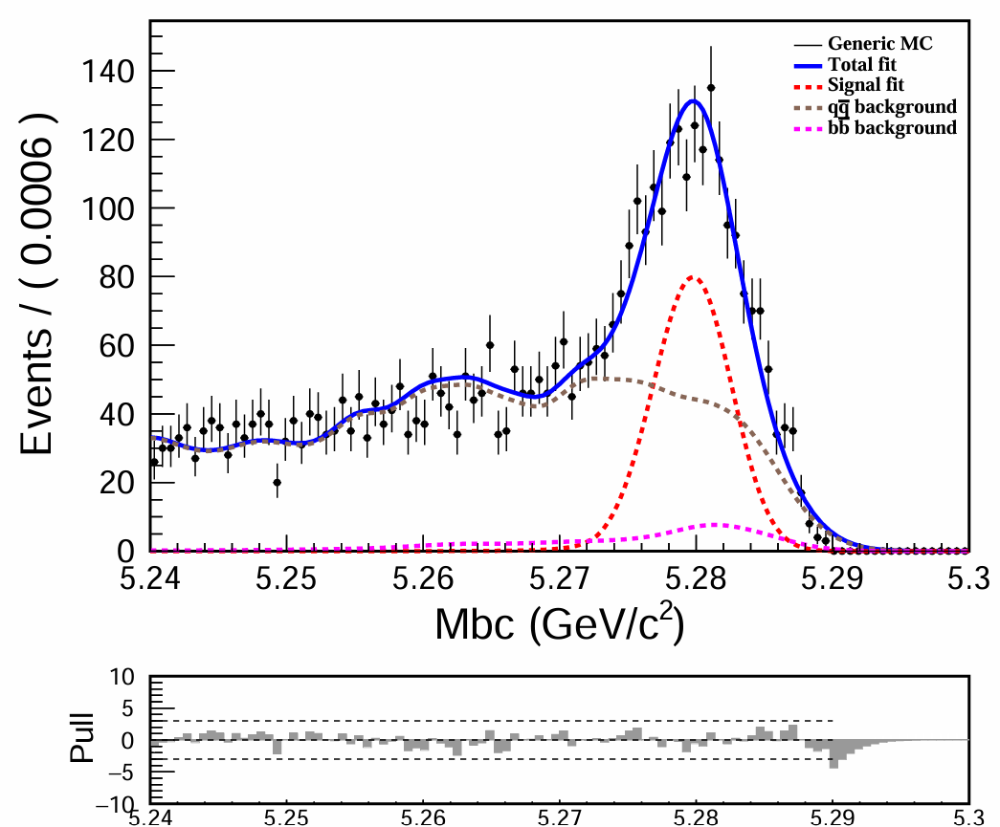 Events / ( 0.0006 )
140
120
100
80
60
40
20
0
Generic MC
Total fit
Signal fit
qq̅ background
bb̅ background
5.24 5.25 5.26 5.27 5.28 5.29 5.3
Mbc (GeV/c²)
Pull
10
5
0
−5
−10
5.24 5.25 5.26 5.27 5.28 5.29 5.3